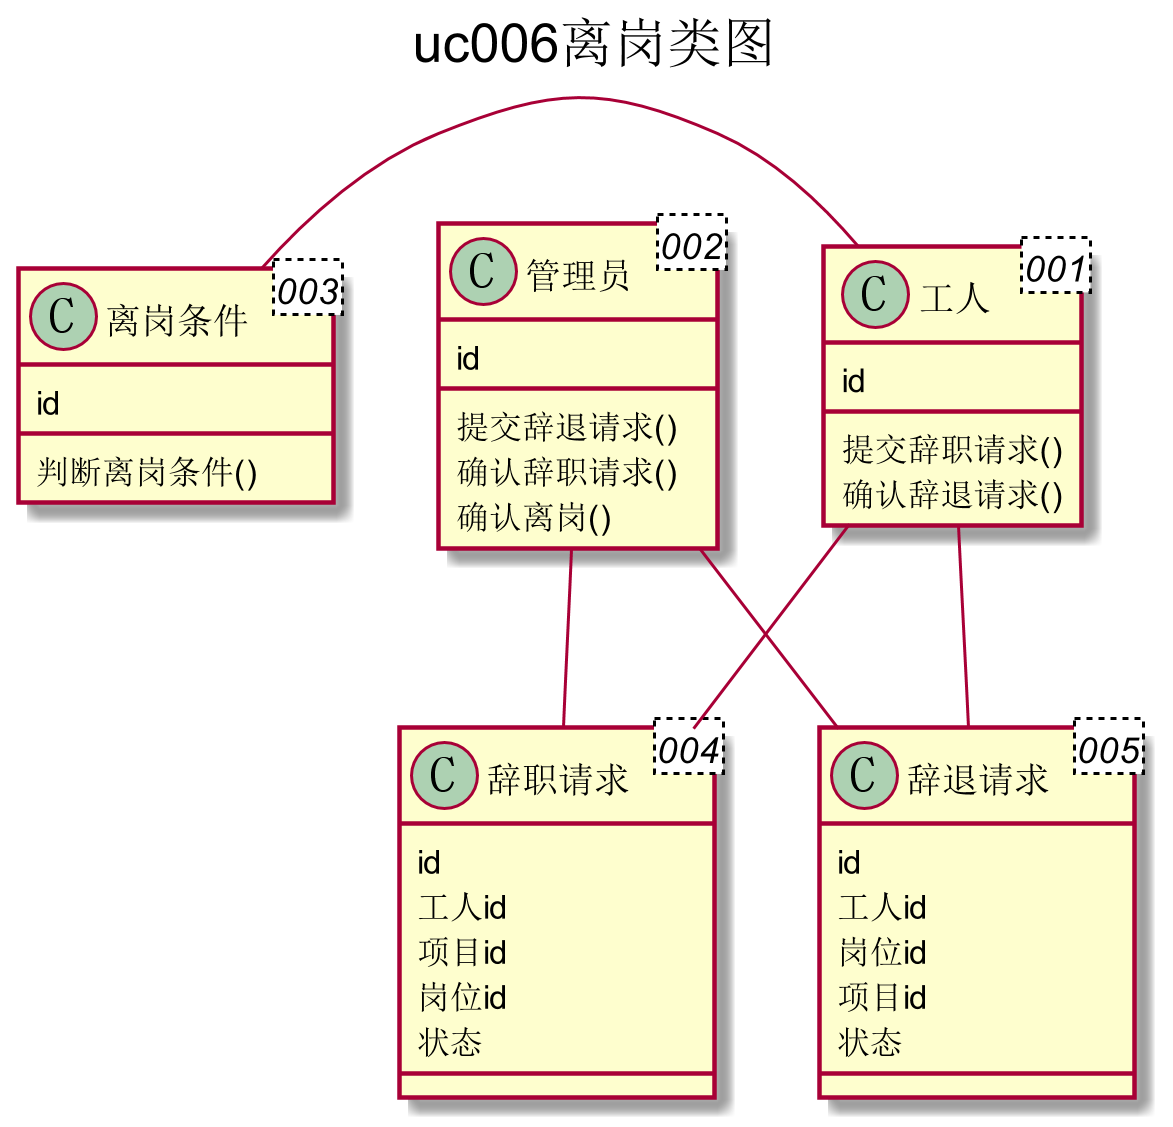 uc006离岗类图
003
C 离岗条件
id
判断离岗条件()
002
C 管理员
id
提交辞退请求()
确认辞职请求()
确认离岗()
001
C 工人
id
提交辞职请求()
确认辞退请求()
004
C 辞职请求
id
工人id
项目id
岗位id
状态
005
C 辞退请求
id
工人id
岗位id
项目id
状态